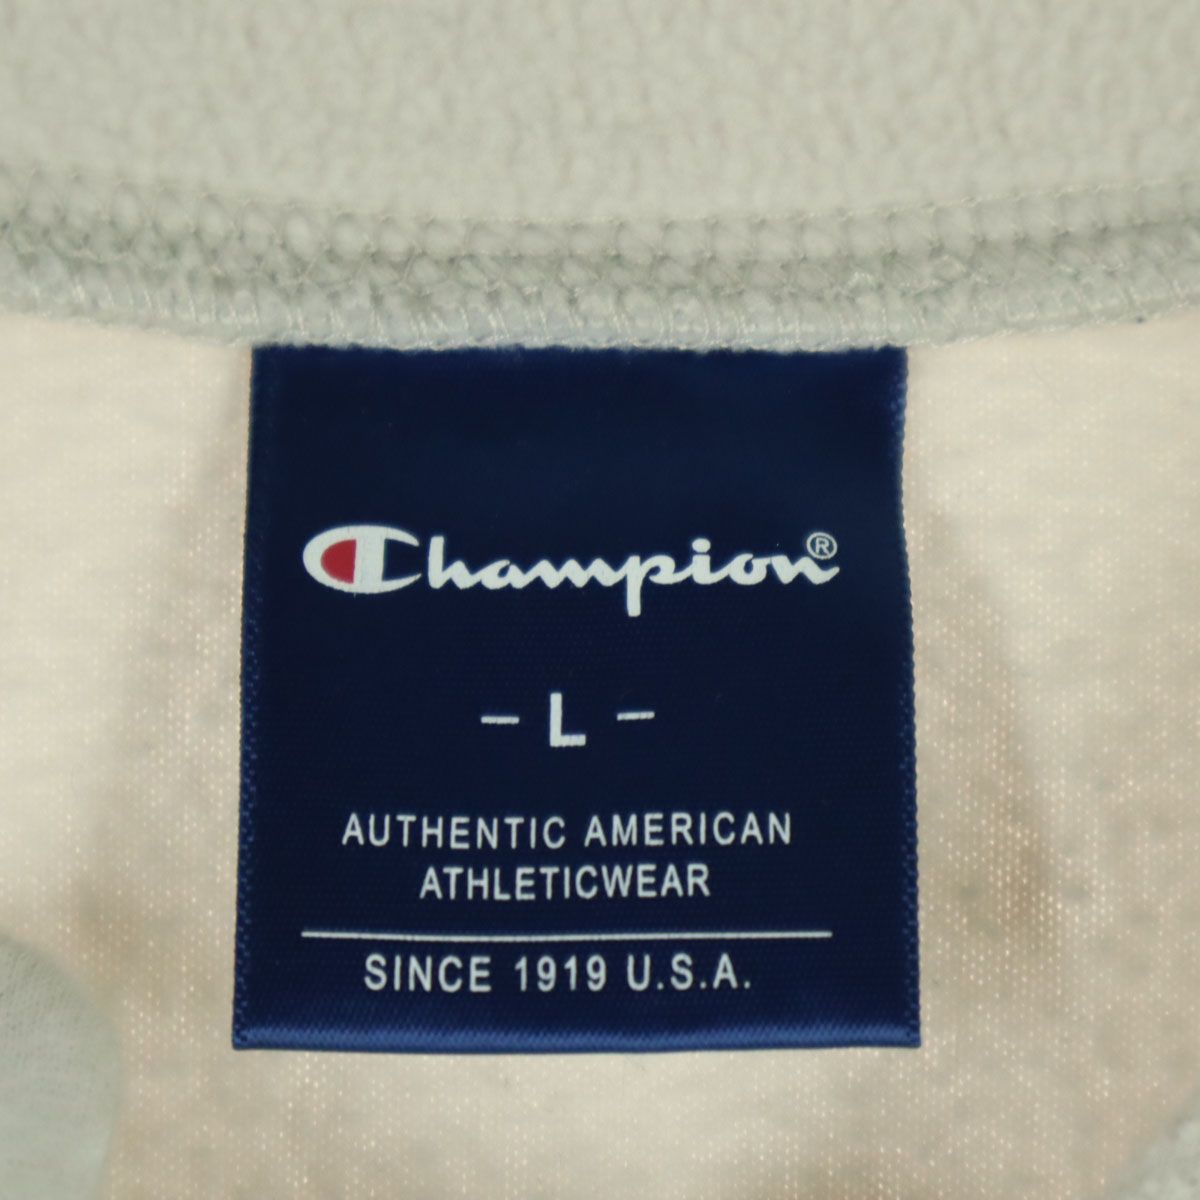 Champion®
- L -
AUTHENTIC AMERICAN
ATHLETICWEAR
SINCE 1919 U.S.A.